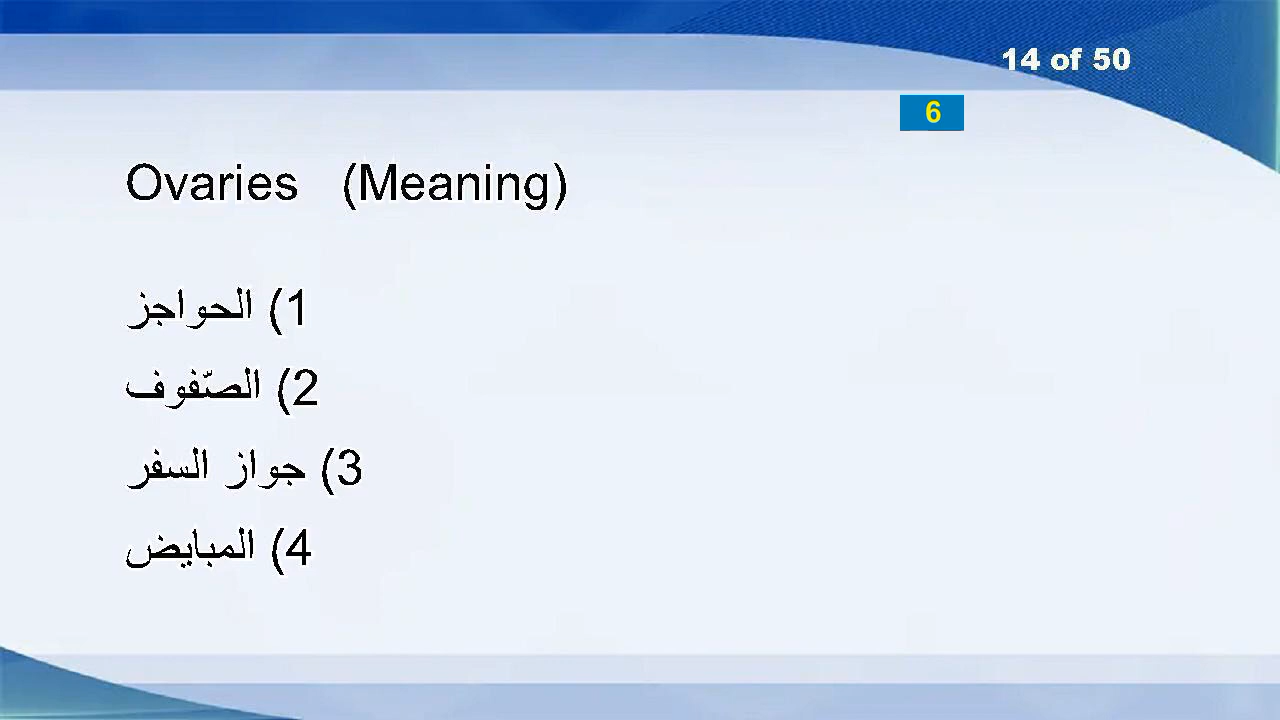 14 of 50
6
Ovaries (Meaning)
1) الحواجز
2) الصّفوف
3) جواز السفر
4) المبايض